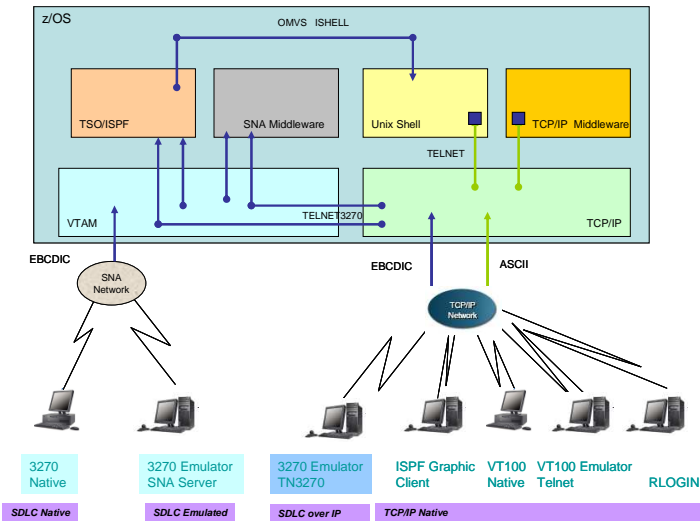 z/OS
OMVS ISHELL
TSO/ISPF
SNA Middleware
Unix Shell
TCP/IP Middleware
TELNET
TELNET3270
VTAM
TCP/IP
EBCDIC
EBCDIC
ASCII
SNA
Network
TCP/IP
Network
3270
Native
3270 Emulator
SNA Server
3270 Emulator
TN3270
ISPF Graphic
Client
VT100
Native
VT100 Emulator
Telnet
RLOGIN
SDLC Native
SDLC Emulated
SDLC over IP
TCP/IP Native